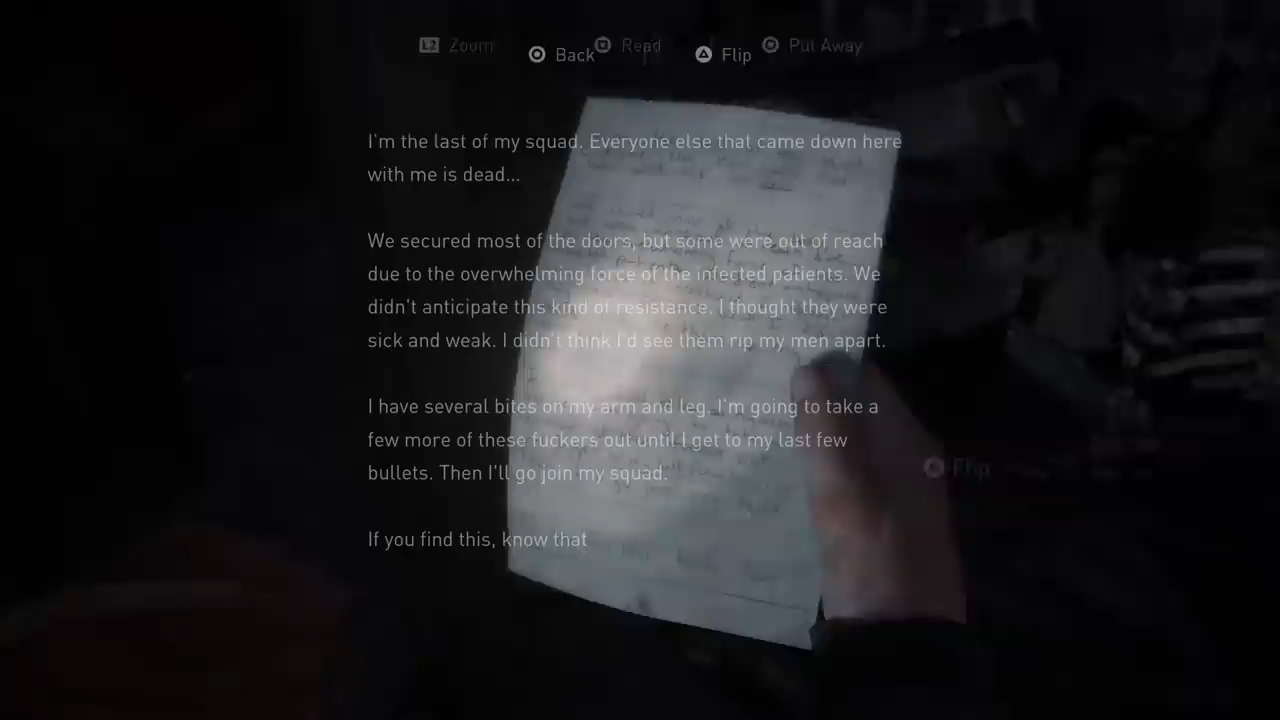 L2 Zoom
Read
Put Away
Back
Flip
I'm the last of my squad. Everyone else that came down here
with me is dead...
We secured most of the doors, but some were out of reach
due to the overwhelming force of the infected patients. We
didn't anticipate this kind of resistance. I thought they were
sick and weak. I didn't think I'd see them rip my men apart.
I have several bites on my arm and leg. I'm going to take a
few more of these fuckers out until I get to my last few
bullets. Then I'll go join my squad.
If you find this, know that
Flip